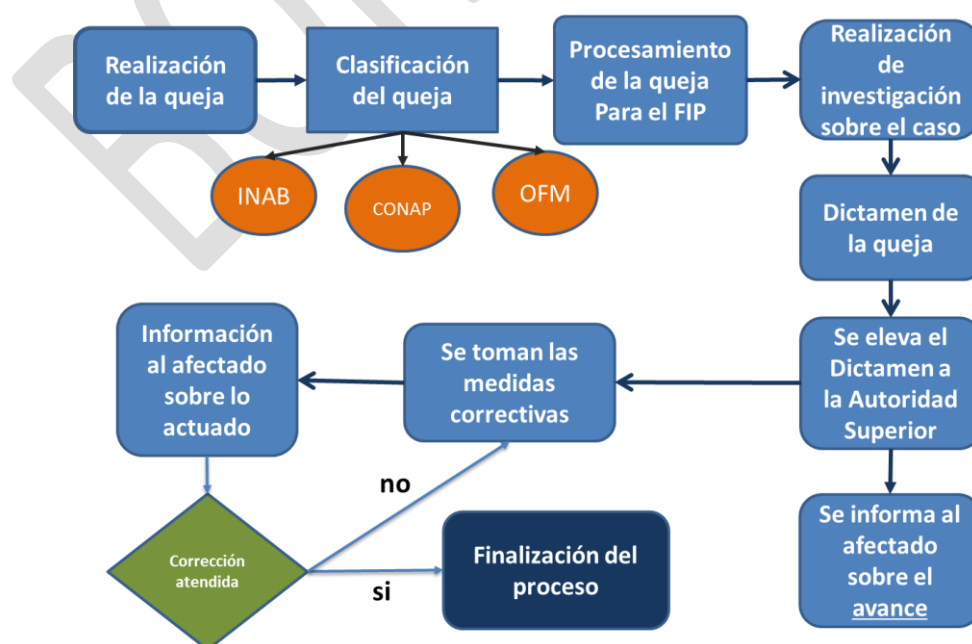 Realización
de la queja
Clasificación
del queja
Procesamiento
de la queja
Para el FIP
Realización
de
investigación
sobre el caso
INAB
CONAP
OFM
Dictamen de
la queja
Se eleva el
Dictamen a
la Autoridad
Superior
Se informa al
afectado
sobre el
avance
Se toman las
medidas
correctivas
Información
al afectado
sobre lo
actuado
Corrección
atendida
no
si
Finalización del
proceso